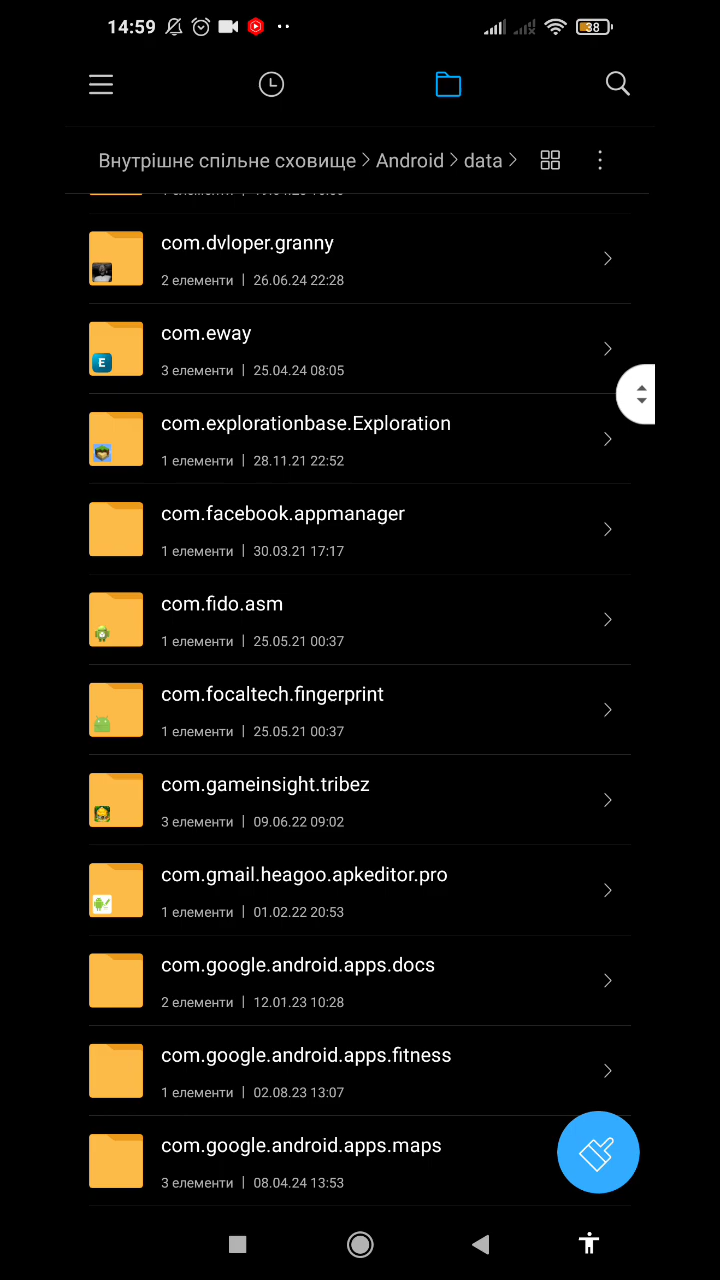 14:59
38
Внутрішнє спільне сховище > Android > data >
com.dvloper.granny
2 елементи | 26.06.24 22:28
com.eway
3 елементи | 25.04.24 08:05
com.explorationbase.Exploration
1 елементи | 28.11.21 22:52
com.facebook.appmanager
1 елементи | 30.03.21 17:17
com.fido.asm
1 елементи | 25.05.21 00:37
com.focaltech.fingerprint
1 елементи | 25.05.21 00:37
com.gameinsight.tribez
3 елементи | 09.06.22 09:02
com.gmail.heagoo.apkeditor.pro
1 елементи | 01.02.22 20:53
com.google.android.apps.docs
2 елементи | 12.01.23 10:28
com.google.android.apps.fitness
1 елементи | 02.08.23 13:07
com.google.android.apps.maps
3 елементи | 08.04.24 13:53